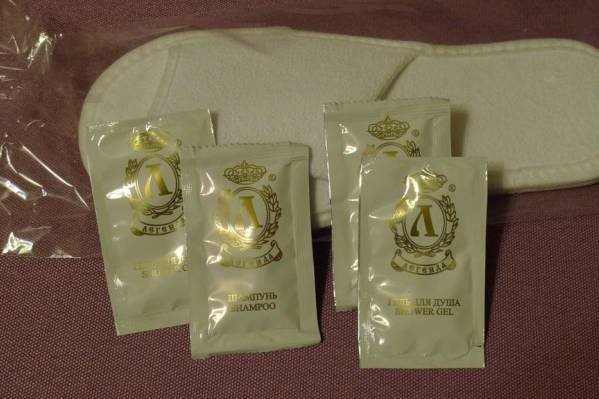 Л
®
ЛЕГЕНДА
Л
®
ЛЕГЕНДА
ШАМПУНЬ
SHAMPOO
®
Л
®
ЛЕГЕНДА
ГЕЛЬ ДЛЯ ДУША
SHOWER GEL